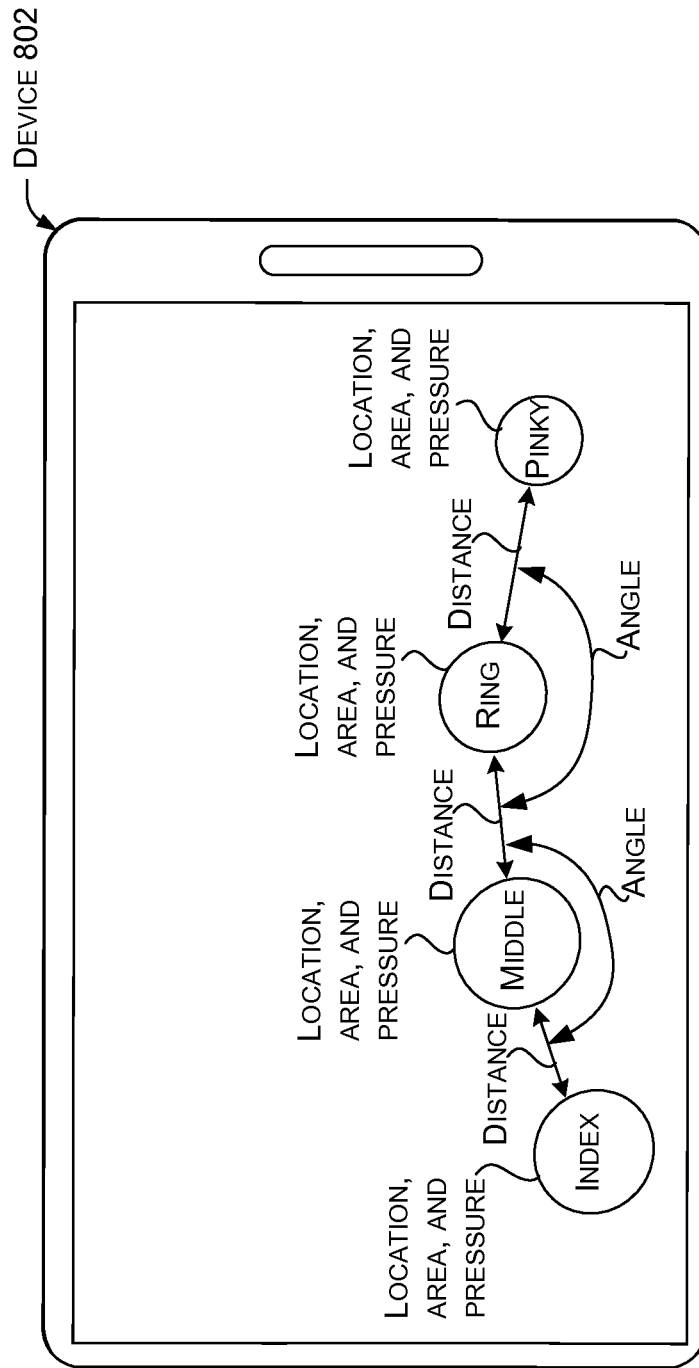 DEVICE 802
LOCATION,
AREA, AND
PRESSURE
LOCATION,
AREA, AND
PRESSURE
LOCATION,
AREA, AND
PRESSURE
LOCATION,
AREA, AND
PRESSURE
INDEX
DISTANCE
MIDDLE
DISTANCE
RING
DISTANCE
PINKY
ANGLE
ANGLE